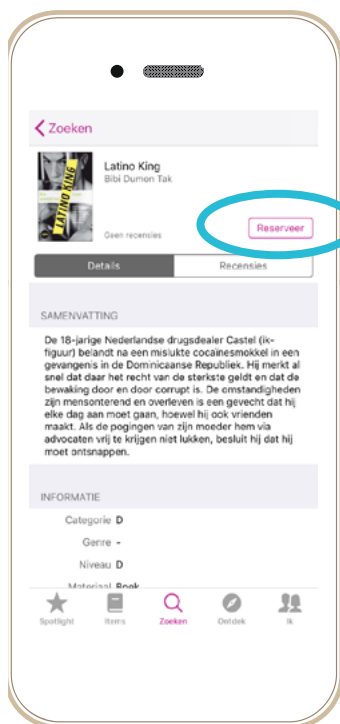 Zoeken
Latino King
Bibi Dumon Tak
LATINO KING
Geen recensies
Reserveer
Details
Recensies
SAMENVATTING
De 18-jarige Nederlandse drugsdealer Castel (ik-
figuur) belandt na een mislukte cocaïnesmokkel in een
gevangenis in de Dominicaanse Republiek. Hij merkt al
snel dat daar het recht van de sterkste geldt en dat de
bewaking door en door corrupt is. De omstandigheden
zijn mensonterend en overleven is een gevecht dat hij
elke dag aan moet gaan, hoewel hij ook vrienden
maakt. Als de pogingen van zijn moeder hem via
advocaten vrij te krijgen niet lukken, besluit hij dat hij
moet ontsnappen.
INFORMATIE
Categorie D
Genre -
Niveau D
Materiaal Boek
Spotlight
Items
Zoeken
Ontdek
Ik